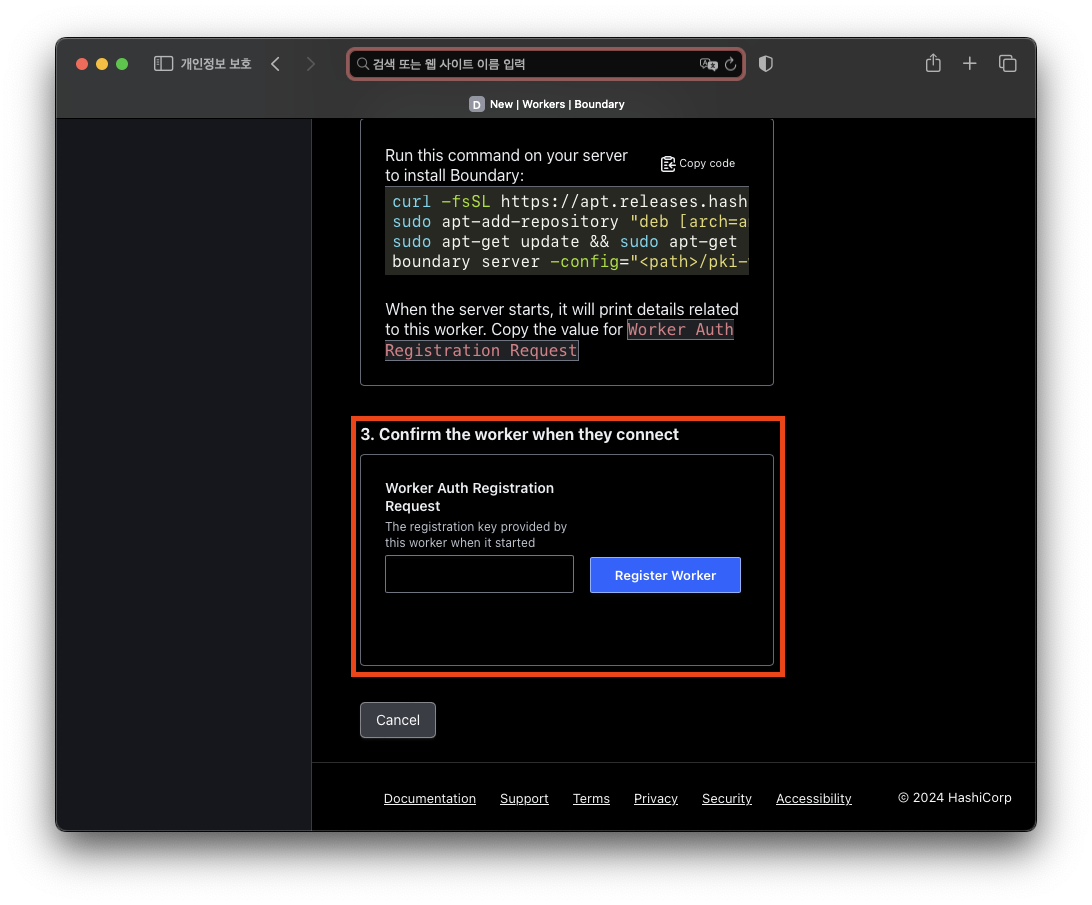 개인정보 보호
검색 또는 웹 사이트 이름 입력
D New | Workers | Boundary
Run this command on your server
to install Boundary:
Copy code
curl -fsSL https://apt.releases.hash
sudo apt-add-repository "deb [arch=a
sudo apt-get update && sudo apt-get
boundary server -config="<path>/pki-
When the server starts, it will print details related
to this worker. Copy the value for Worker Auth
Registration Request
3. Confirm the worker when they connect
Worker Auth Registration
Request
The registration key provided by
this worker when it started
Register Worker
Cancel
Documentation Support Terms Privacy Security Accessibility © 2024 HashiCorp